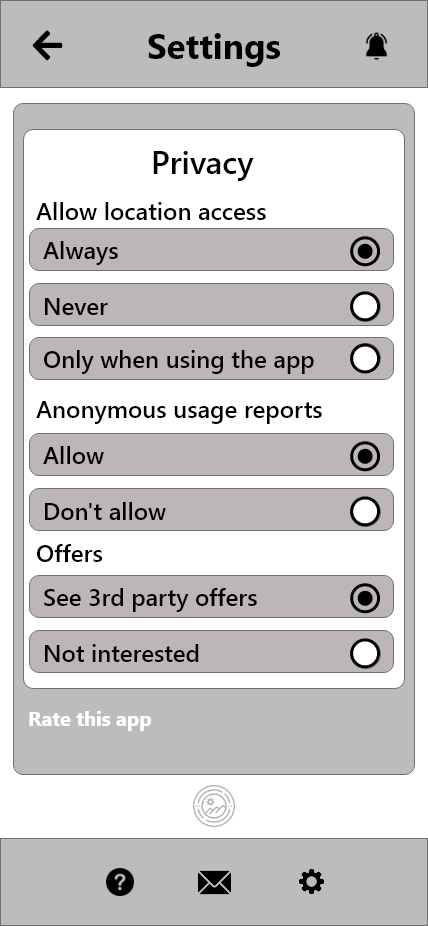 Settings
Privacy
Allow location access
Always
Never
Only when using the app
Anonymous usage reports
Allow
Don't allow
Offers
See 3rd party offers
Not interested
Rate this app